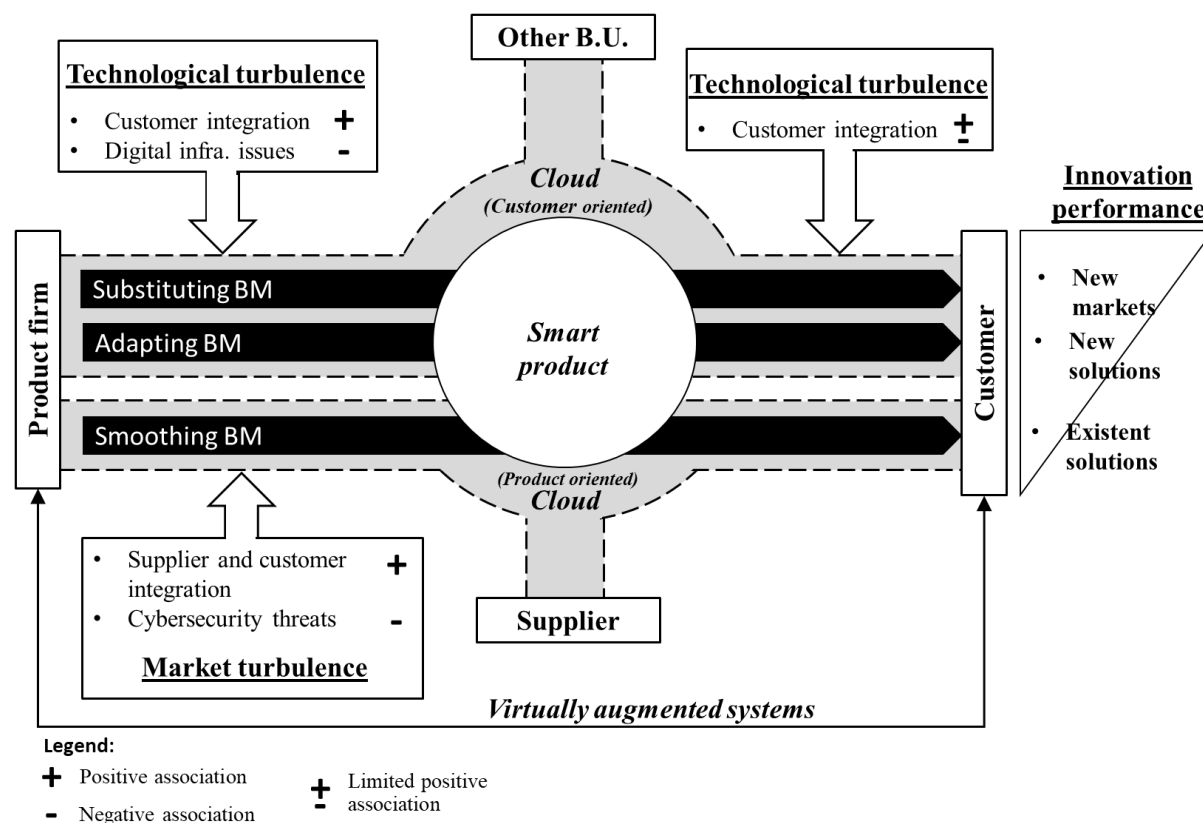 Other B.U.
Technological turbulence
• Customer integration +
• Digital infra. issues -
Technological turbulence
• Customer integration ±
Cloud
(Customer oriented)
Innovation
performance
Product firm
Substituting BM
Adapting BM
Smoothing BM
Smart
product
Customer
• New
markets
• New
solutions
• Existent
solutions
(Product oriented)
Cloud
• Supplier and customer +
integration
• Cybersecurity threats -
Market turbulence
Supplier
Virtually augmented systems
Legend:
+ Positive association
- Negative association
± Limited positive
association